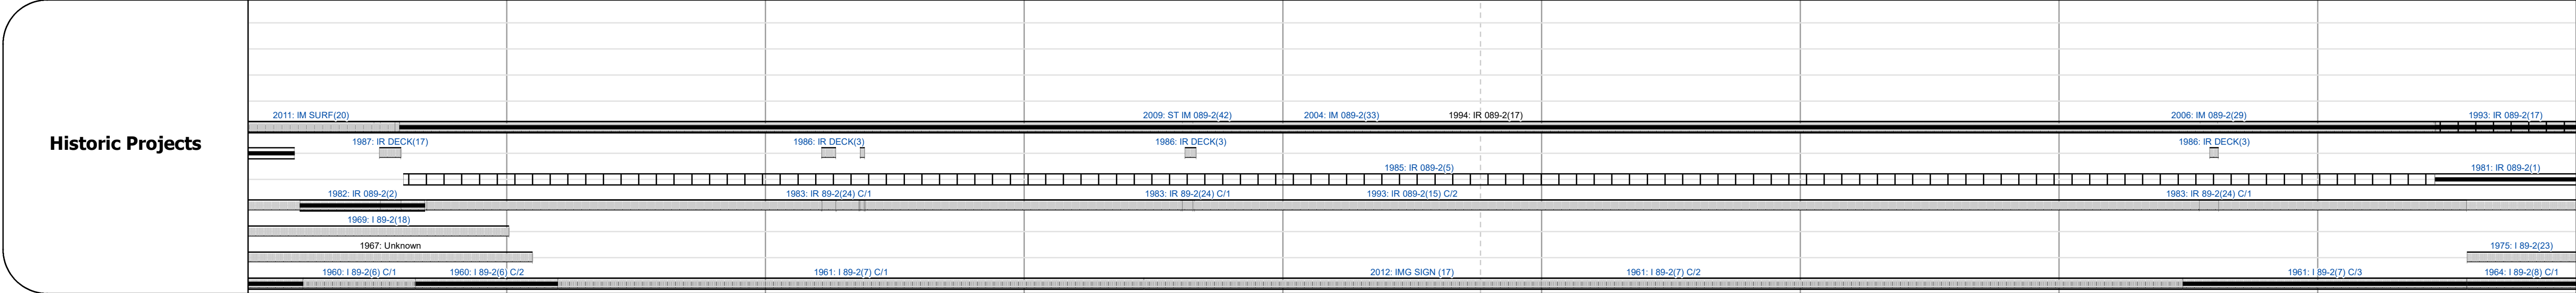 2011: IM SURF(20) 2009: ST IM 089-2(42) 2004: IM 089-2(33) 1994: IR 089-2(17) 2006: IM 089-2(29) 1993: IR 089-2(17)
1987: IR DECK(17) 1986: IR DECK(3) 1986: IR DECK(3) 1986: IR DECK(3)
Historic Projects
1985: IR 089-2(5) 1981: IR 089-2(1)
1982: IR 089-2(2) 1983: IR 89-2(24) C/1 1983: IR 89-2(24) C/1 1993: IR 089-2(15) C/2 1983: IR 89-2(24) C/1
1969: I 89-2(18)
1967: Unknown 1975: I 89-2(23)
1960: I 89-2(6) C/1 1960: I 89-2(6) C/2 1961: I 89-2(7) C/1 2012: IMG SIGN (17) 1961: I 89-2(7) C/2 1961: I 89-2(7) C/3 1964: I 89-2(8) C/1